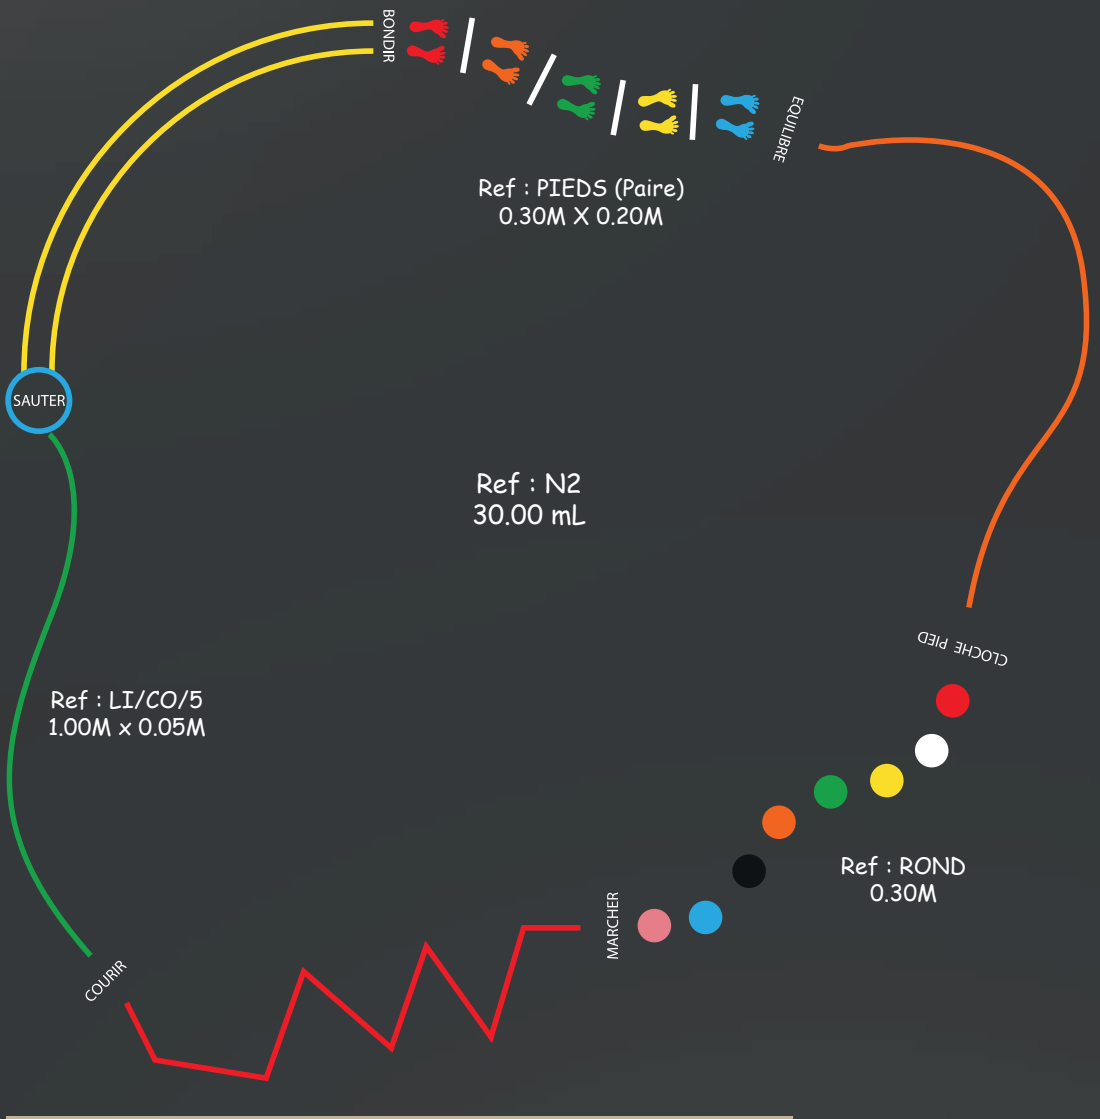 BONDIR
EQUILIBRE
Ref : PIEDS (Paire)
0.30M X 0.20M
SAUTER
Ref : N2
30.00 mL
CLOCHE PIED
Ref : LI/CO/5
1.00M x 0.05M
Ref : ROND
0.30M
MARCHER
COURIR